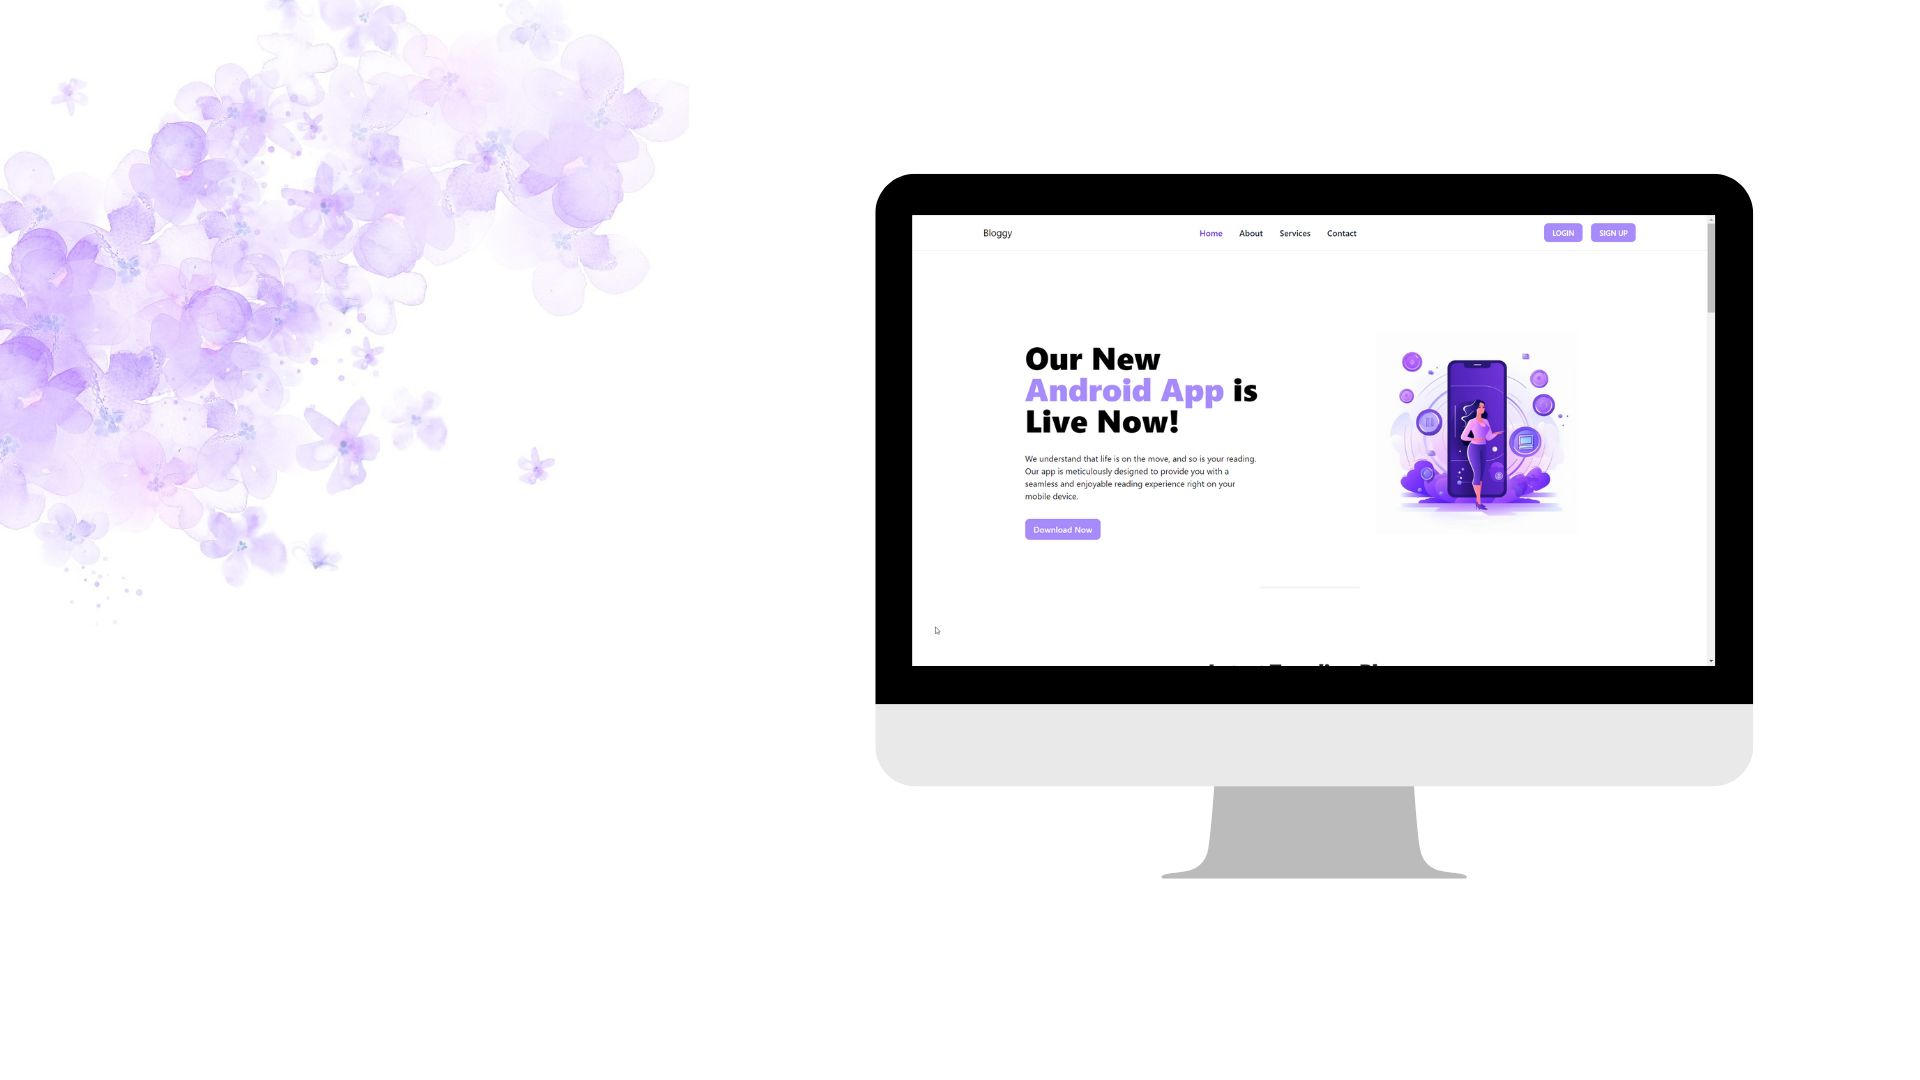 Bloggy
Home About Services Contact
LOGIN SIGN UP
Our New
Android App is
Live Now!
We understand that life is on the move, and so is your reading.
Our app is meticulously designed to provide you with a
seamless and enjoyable reading experience right on your
mobile device.
Download Now